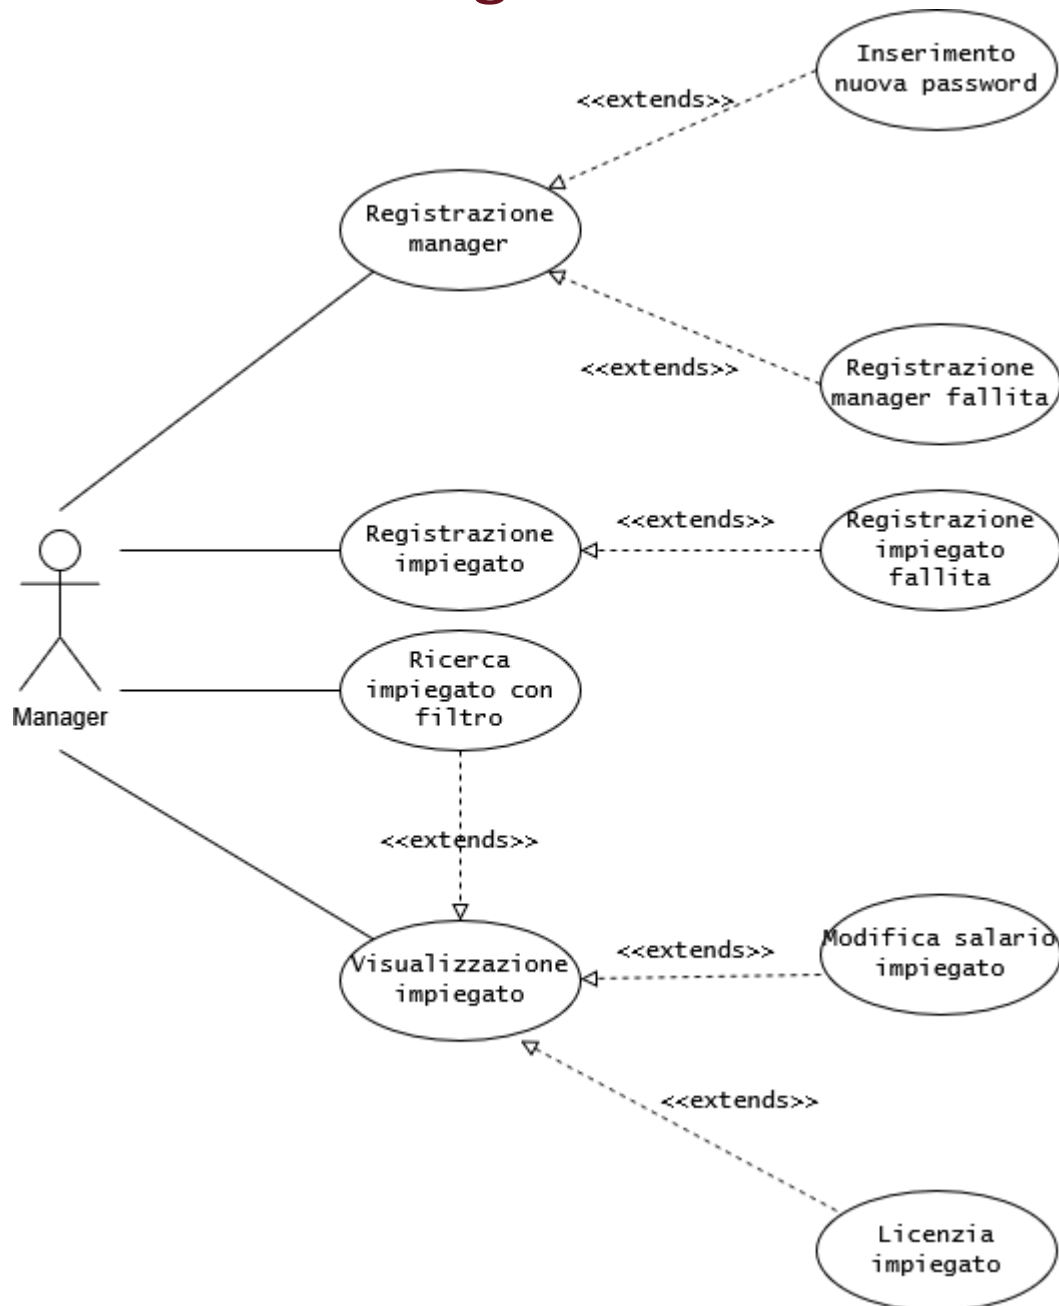 Inserimento
nuova password
<<extends>>
Registrazione
manager
<<extends>>
Registrazione
manager fallita
Registrazione
impiegato
<<extends>>
Registrazione
impiegato
fallita
Ricerca
impiegato con
filtro
Manager
<<extends>>
Visualizzazione
impiegato
<<extends>>
Modifica salario
impiegato
<<extends>>
Licenzia
impiegato